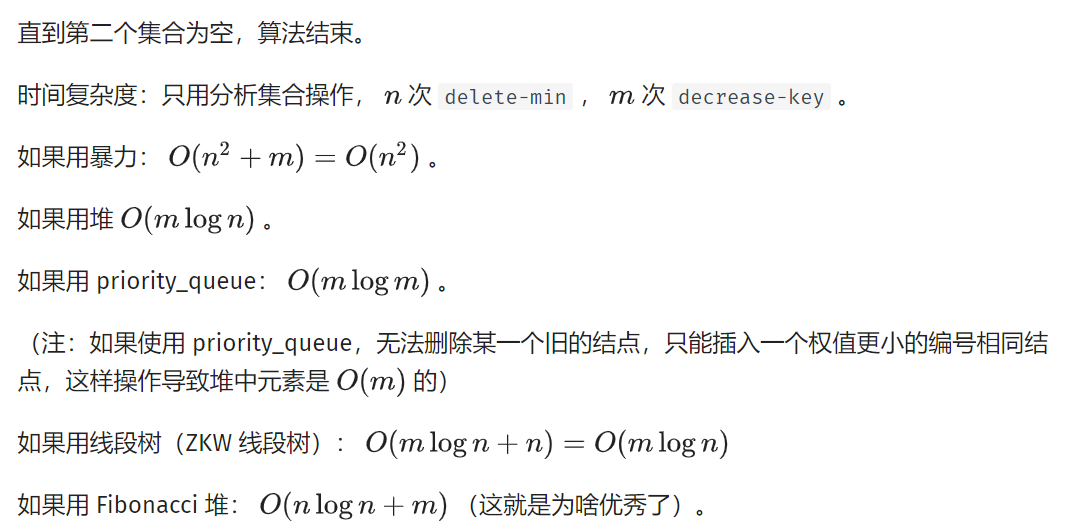 直到第二个集合为空，算法结束。
时间复杂度：只用分析集合操作， n 次 delete-min ， m 次 decrease-key 。
如果用暴力： O(n² + m) = O(n²) 。
如果用堆 O(m log n) 。
如果用 priority_queue： O(m log m) 。
（注：如果使用 priority_queue，无法删除某一个旧的结点，只能插入一个权值更小的编号相同结
点，这样操作导致堆中元素是 O(m) 的）
如果用线段树（ZKW 线段树）： O(m log n + n) = O(m log n)
如果用 Fibonacci 堆： O(n log n + m) （这就是为啥优秀了）。